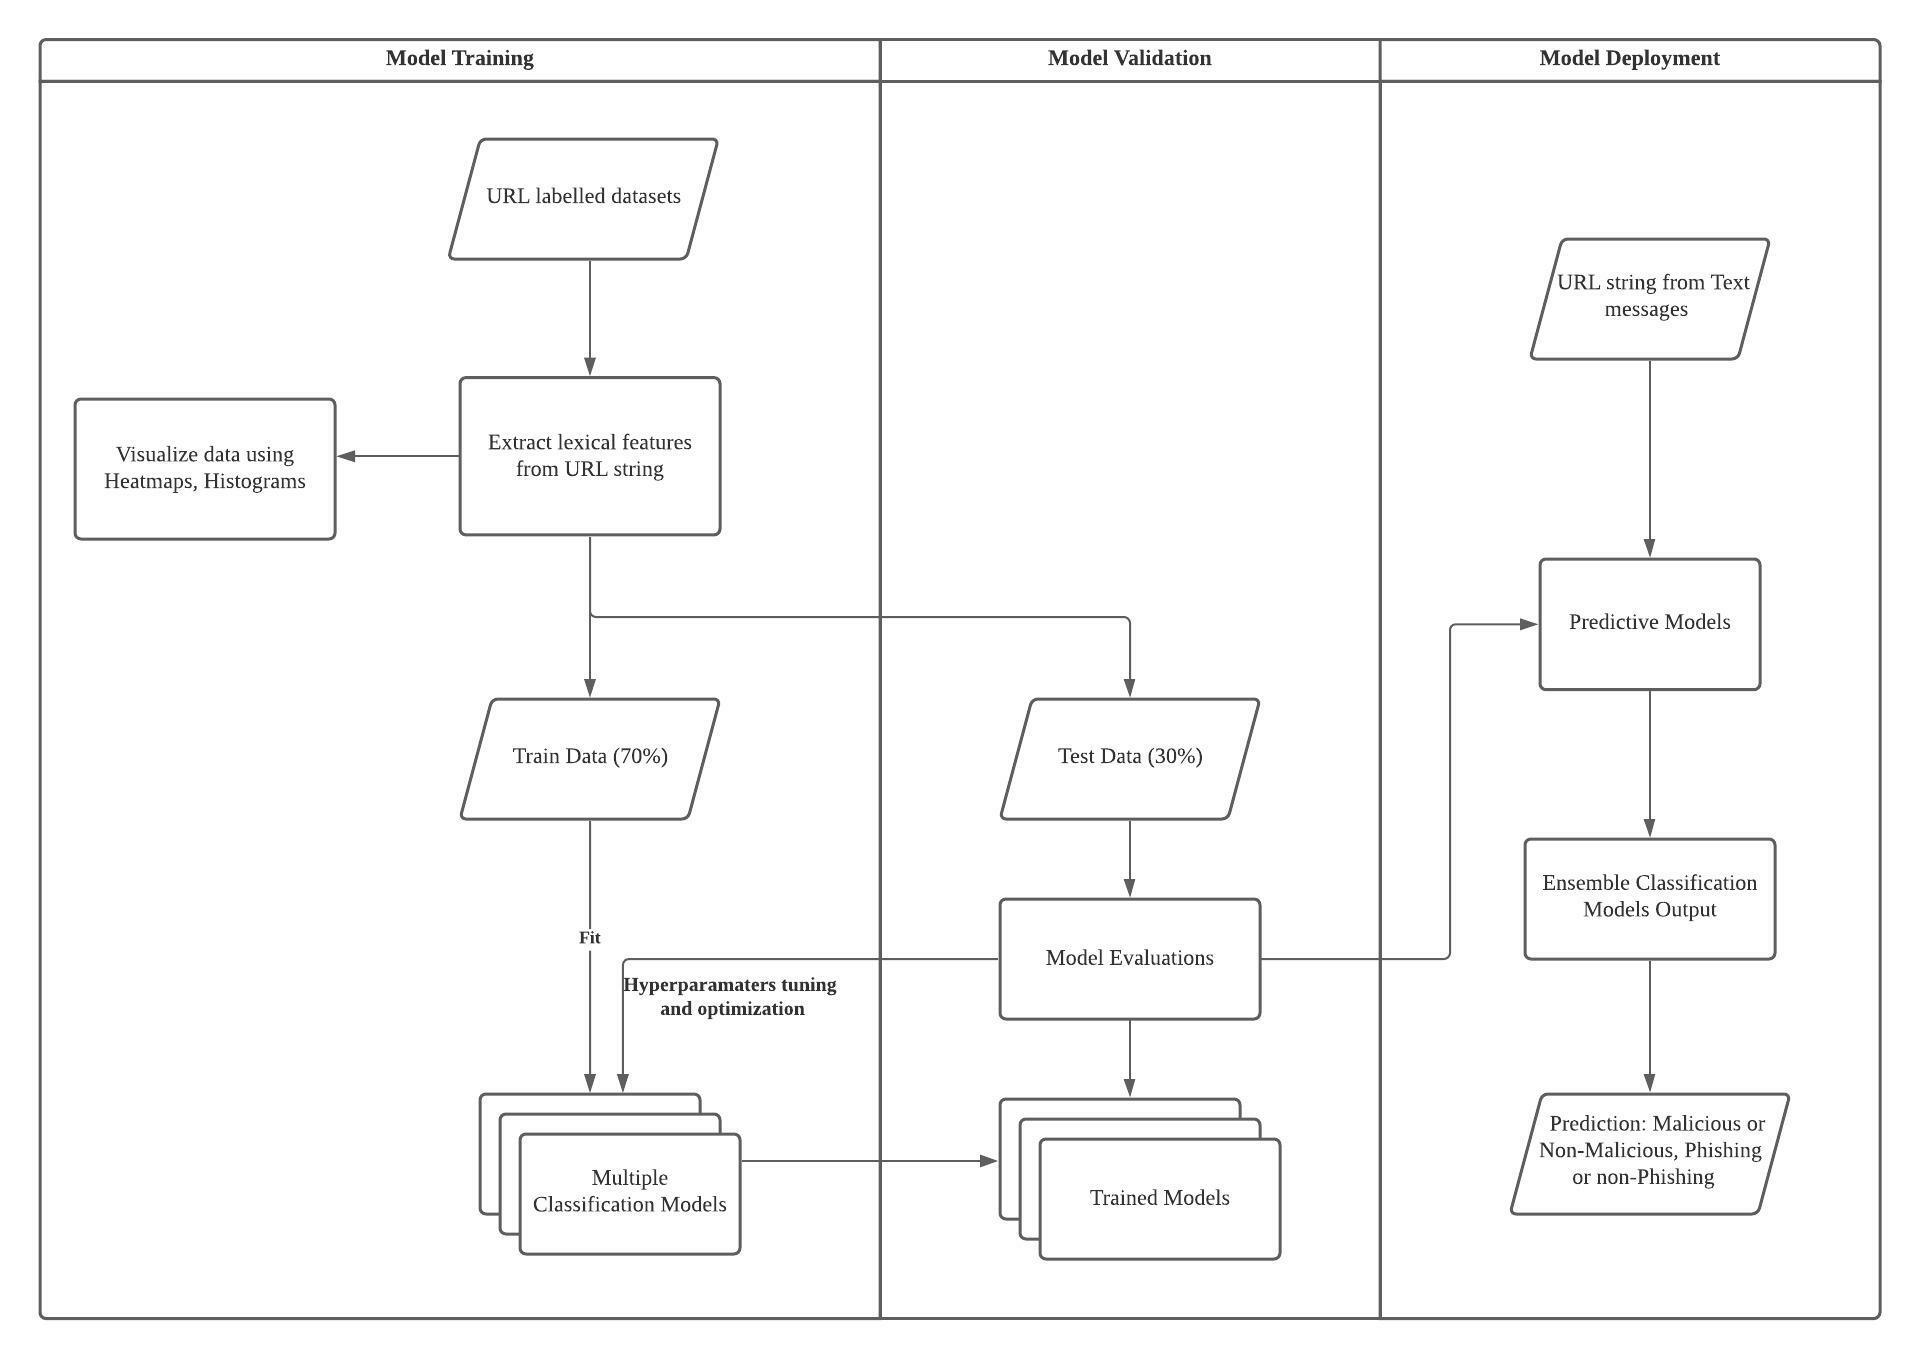 Model Training
Model Validation
Model Deployment
URL labelled datasets
URL string from Text
messages
Extract lexical features
from URL string
Visualize data using
Heatmaps, Histograms
Predictive Models
Train Data (70%)
Test Data (30%)
Ensemble Classification
Models Output
Fit
Model Evaluations
Hyperparamaters tuning
and optimization
Prediction: Malicious or
Non-Malicious, Phishing
or non-Phishing
Multiple
Classification Models
Trained Models